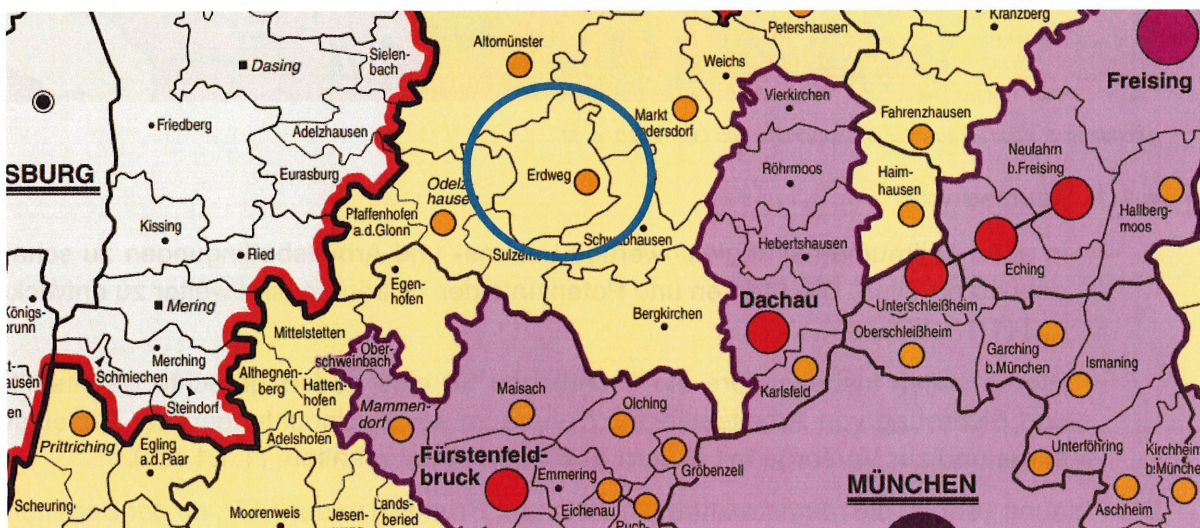 Kranzberg
Petershausen
Altomünster
Sielen-
bach
Dasing
Weichs
Freising
Vierkirchen
Friedberg
Adelzhausen
Markt
Fahrenzhausen
Neufahrn
b.Freising
SBURG
Eurasburg
Odelz-
hausen
Erdweg
Röhrmoos
Haim-
hausen
Hallberg-
moos
Kissing
Pfaffenhofen
a.d.Glonn
Hebertshausen
Ried
Eching
Egen-
hofen
Dachau
Unterschleißheim
Mering
Königs-
brunn
Mittelstetten
Bergkirchen
Oberschleißheim
Merching
Ober-
schweinbach
Garching
b.München
Ismaning
Schmiechen
Althegnen-
berg
Hatten-
hofen
Maisach
Karlsfeld
Steindorf
Mammen-
dorf
Olching
Prittriching
Adelshofen
Egling
a.d.Paar
Fürstenfeld-
bruck
Gröbenzell
Unterföhring
Kirchheim
b.Münche
Emmering
MÜNCHEN
Eichenau
Aschheim
Scheuring
Moorenweis
Jesen-
Lands-
beried